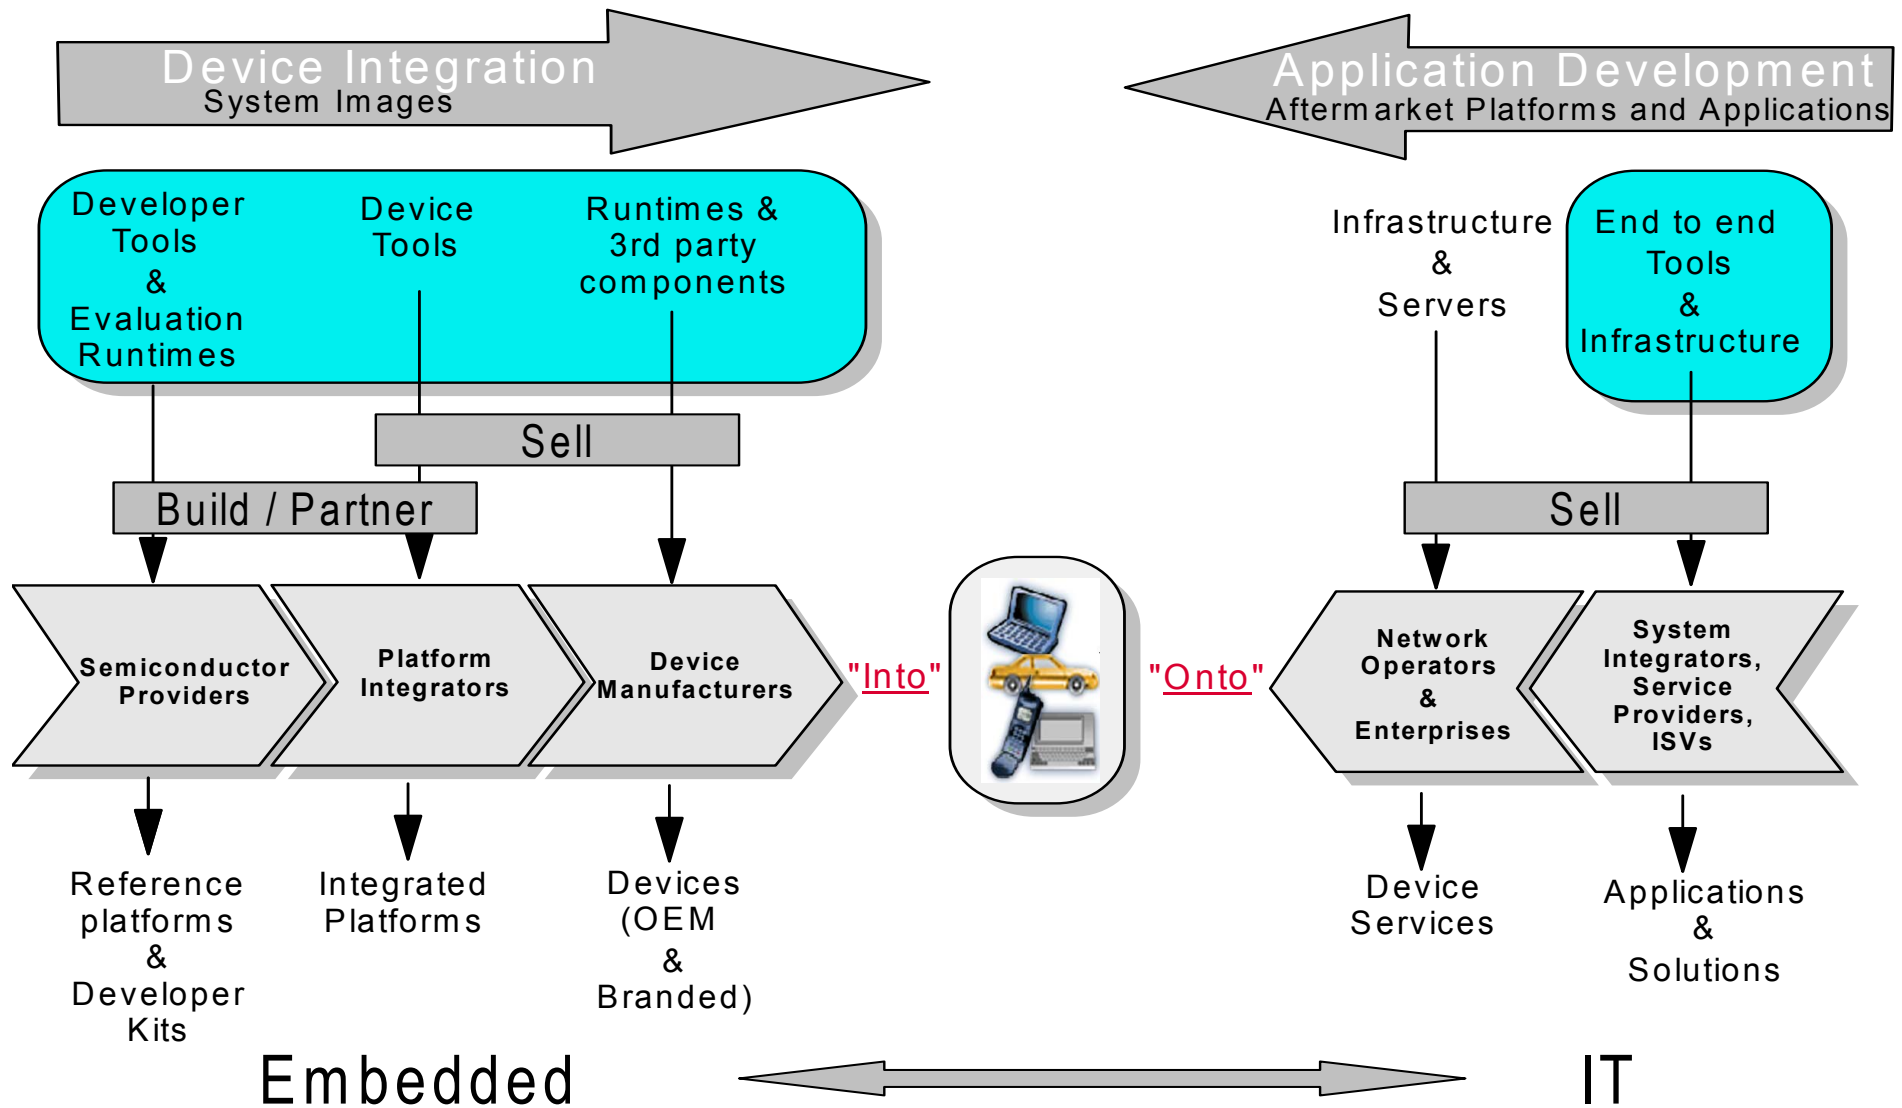 Device Integration
System Images
Application Development
Aftermarket Platforms and Applications
Developer
Tools
&
Evaluation
Runtimes
Device
Tools
Runtimes &
3rd party
components
Infrastructure
&
Servers
End to end
Tools
&
Infrastructure
Sell
Build / Partner
Sell
Semiconductor
Providers
Platform
Integrators
Device
Manufacturers
"Into"
"Onto"
Network
Operators
&
Enterprises
System
Integrators,
Service
Providers,
ISVs
Reference
platforms
&
Developer
Kits
Integrated
Platforms
Devices
(OEM
&
Branded)
Device
Services
Applications
&
Solutions
Embedded
IT